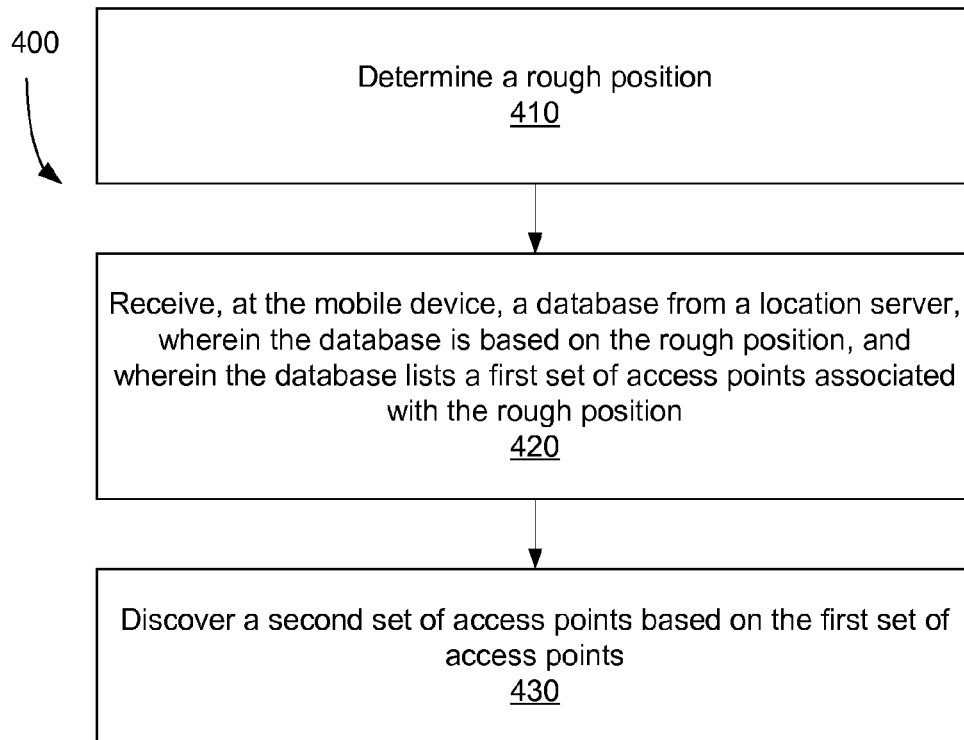 400
Determine a rough position
410
Receive, at the mobile device, a database from a location server,
wherein the database is based on the rough position, and
wherein the database lists a first set of access points associated
with the rough position
420
Discover a second set of access points based on the first set of
access points
430